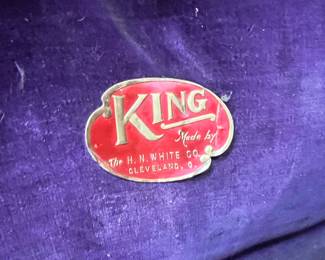 KING
Made by
The H. N. WHITE CO.
CLEVELAND, O.